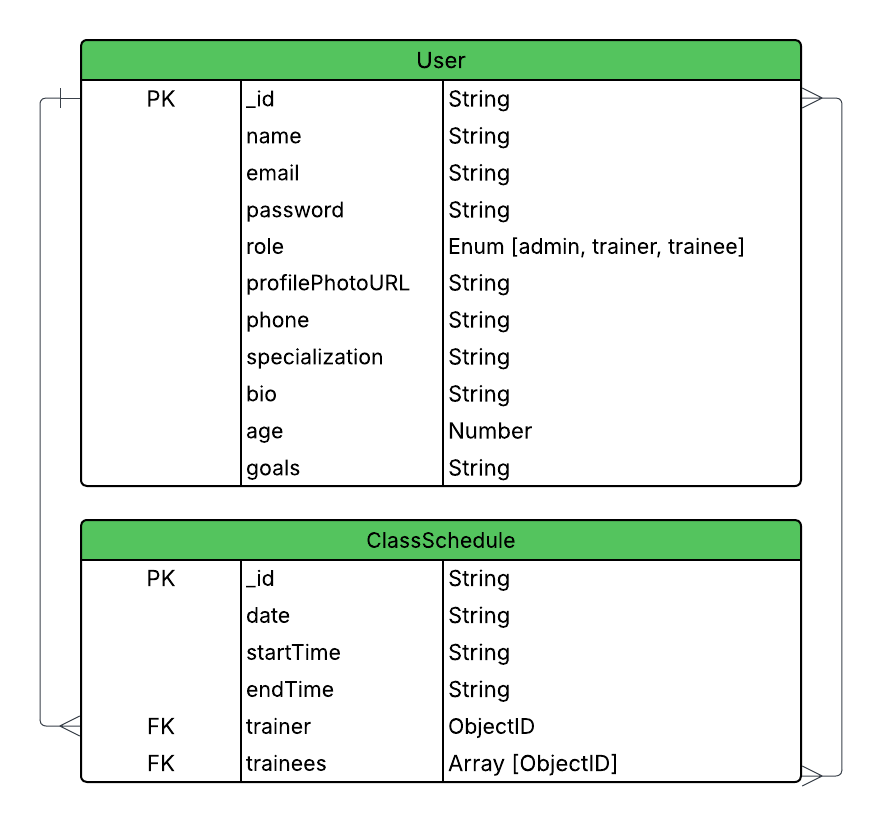 User
PK _id String
name String
email String
password String
role Enum [admin, trainer, trainee]
profilePhotoURL String
phone String
specialization String
bio String
age Number
goals String
ClassSchedule
PK _id String
date String
startTime String
endTime String
FK trainer ObjectID
FK trainees Array [ObjectID]